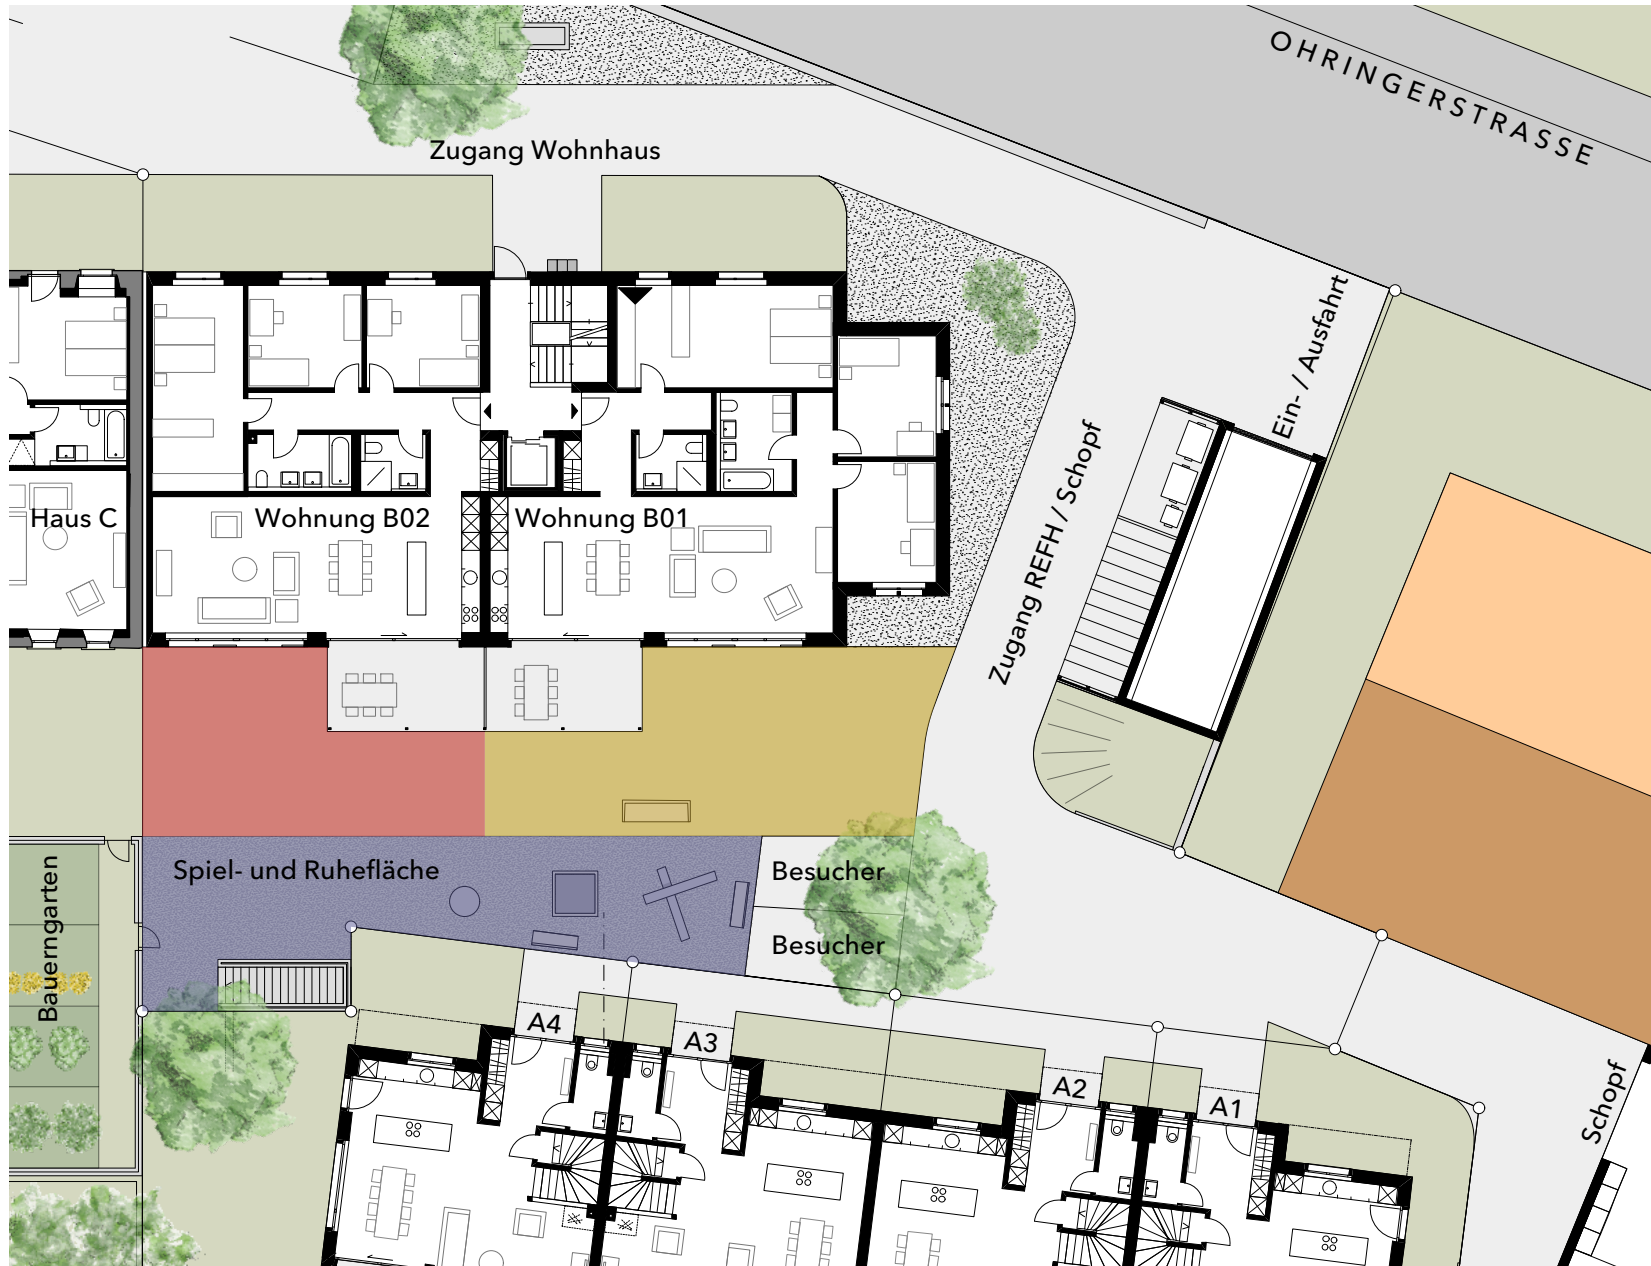 OHRINGERSTRASSE
Zugang Wohnhaus
Ein- / Ausfahrt
Haus C
Wohnung B02
Wohnung B01
Zugang REFH / Schopf
Spiel- und Ruhefläche
Besucher
Besucher
Bauerngarten
A4
A3
A2
A1
Schopf